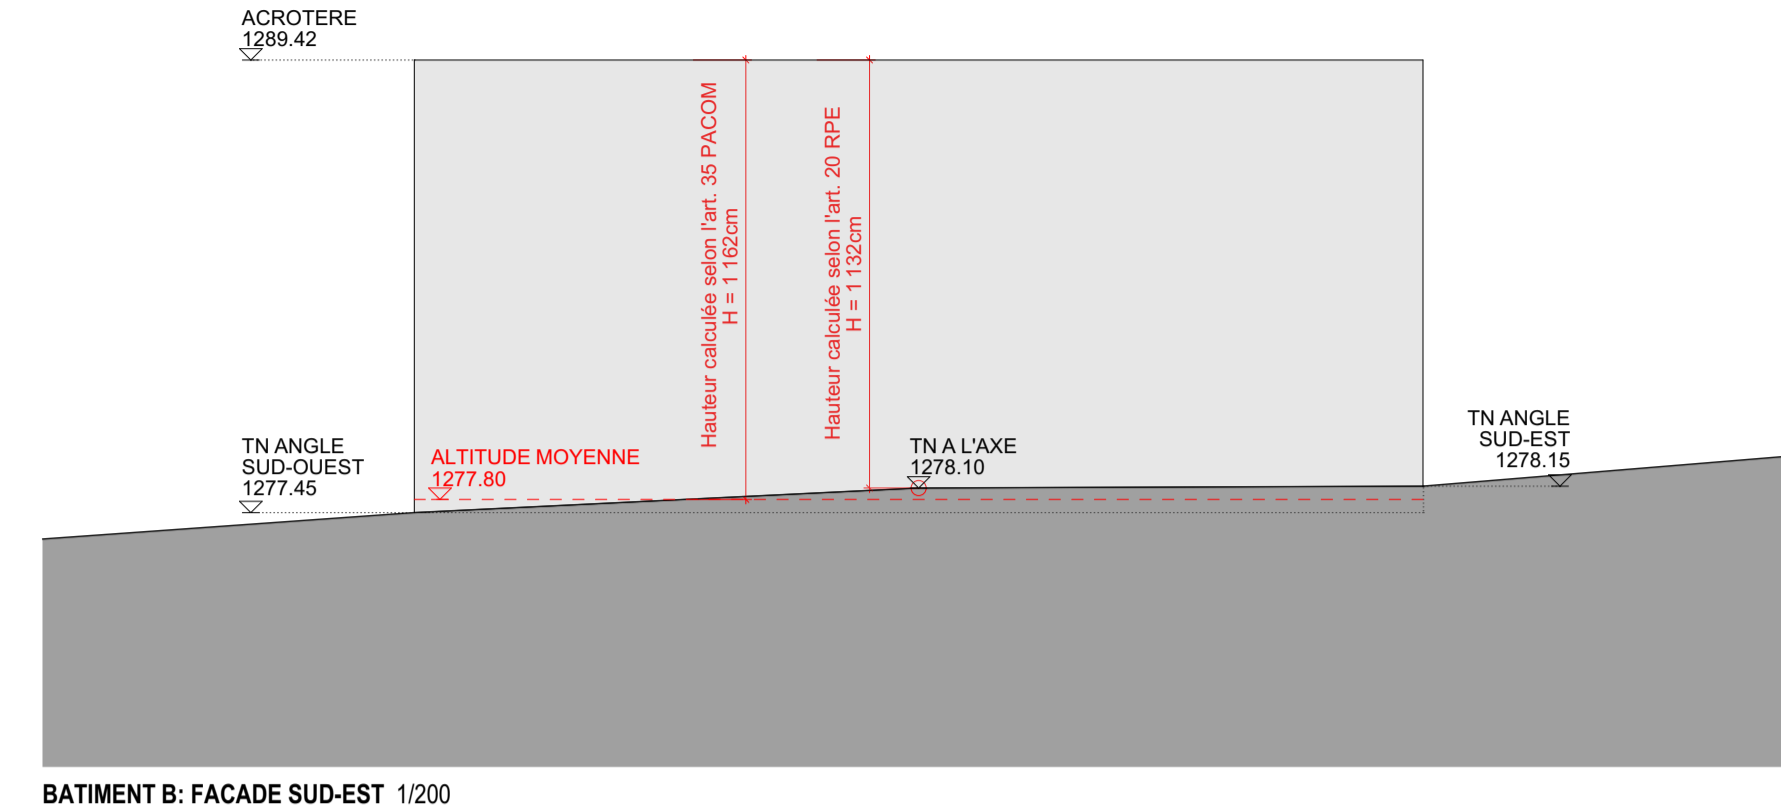 ACROTERE
1289.42
Hauteur calculée selon l'art. 35 PACOM
H = 1 162cm
Hauteur calculée selon l'art. 20 RPE
H = 1 132cm
TN ANGLE
SUD-OUEST
1277.45
ALTITUDE MOYENNE
1277.80
TN A L'AXE
1278.10
TN ANGLE
SUD-EST
1278.15
BATIMENT B: FACADE SUD-EST 1/200